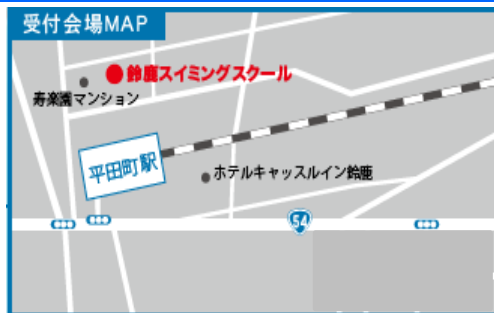 受付会場MAP
鈴鹿スイミングスクール
寿楽園マンション
平田町駅
ホテルキャッスルイン鈴鹿
54